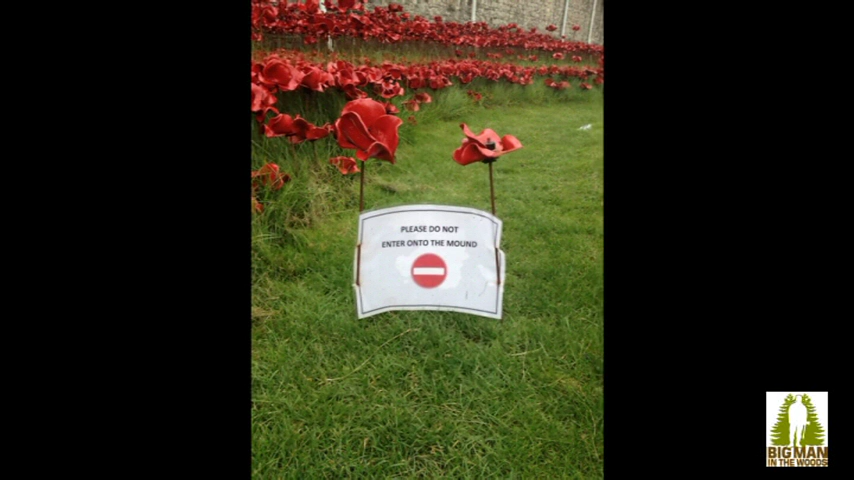 PLEASE DO NOT
ENTER ONTO THE MOUND
BIG MAN
IN THE WOODS